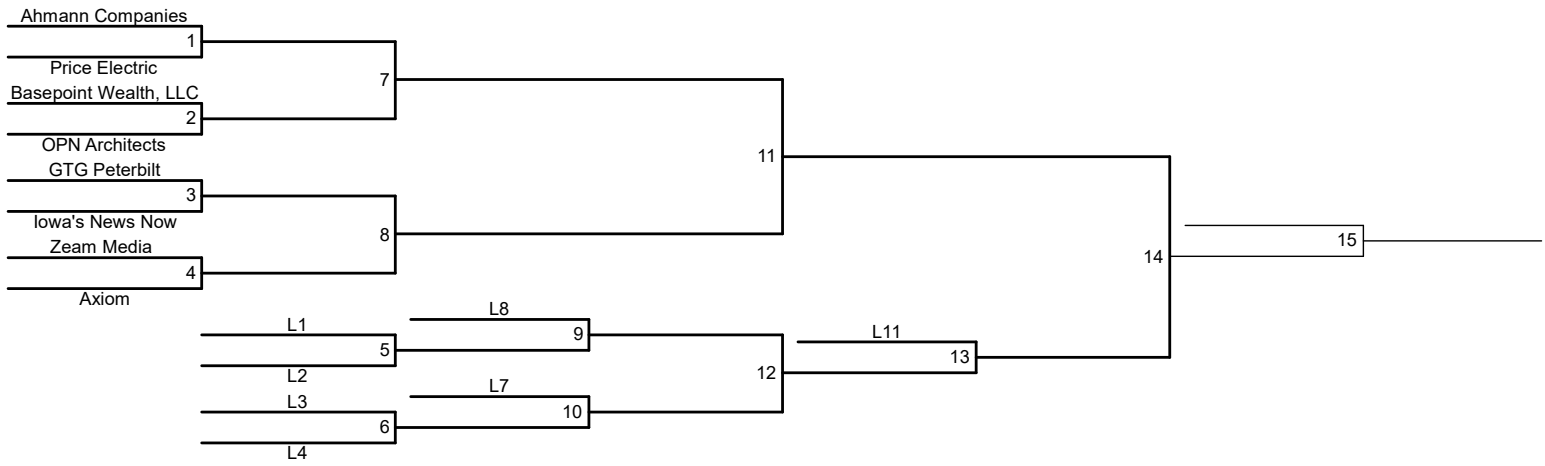 Ahmann Companies
1
Price Electric
7
Basepoint Wealth, LLC
2
OPN Architects
11
GTG Peterbilt
3
Iowa's News Now
8
Zeam Media
4
Axiom
14
15
L1
5
L2
L8
9
L3
6
L4
L7
10
12
L11
13